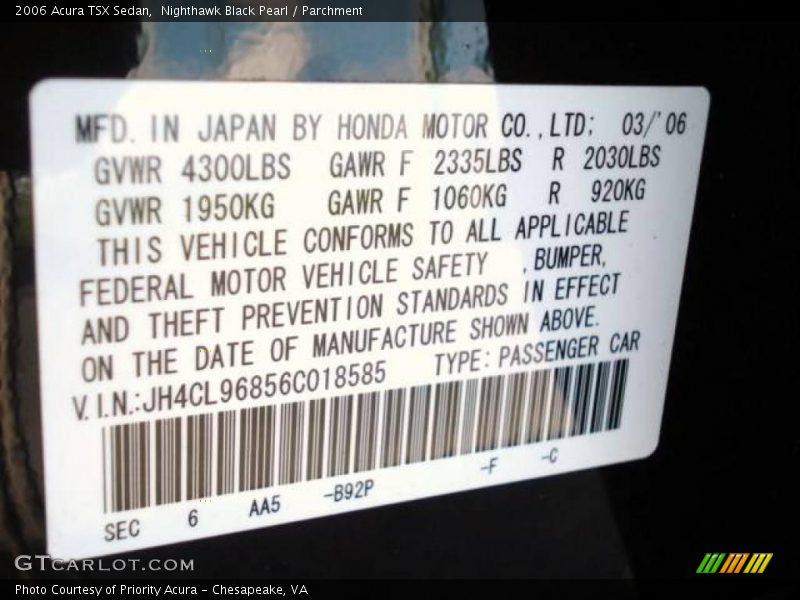 2006 Acura TSX Sedan,  Nighthawk Black Pearl / Parchment
MFD. IN JAPAN BY HONDA MOTOR CO.,LTD; 03/'06
GVWR 4300LBS GAWR F 2335LBS R 2030LBS
GVWR 1950KG GAWR F 1060KG R 920KG
THIS VEHICLE CONFORMS TO ALL APPLICABLE
FEDERAL MOTOR VEHICLE SAFETY ,BUMPER,
AND THEFT PREVENTION STANDARDS IN EFFECT
ON THE DATE OF MANUFACTURE SHOWN ABOVE.
V.I.N.:JH4CL96856C018585 TYPE: PASSENGER CAR
SEC 6 AA5 -B92P -F -C
GTCARLOT.COM
Photo Courtesy of Priority Acura - Chesapeake, VA